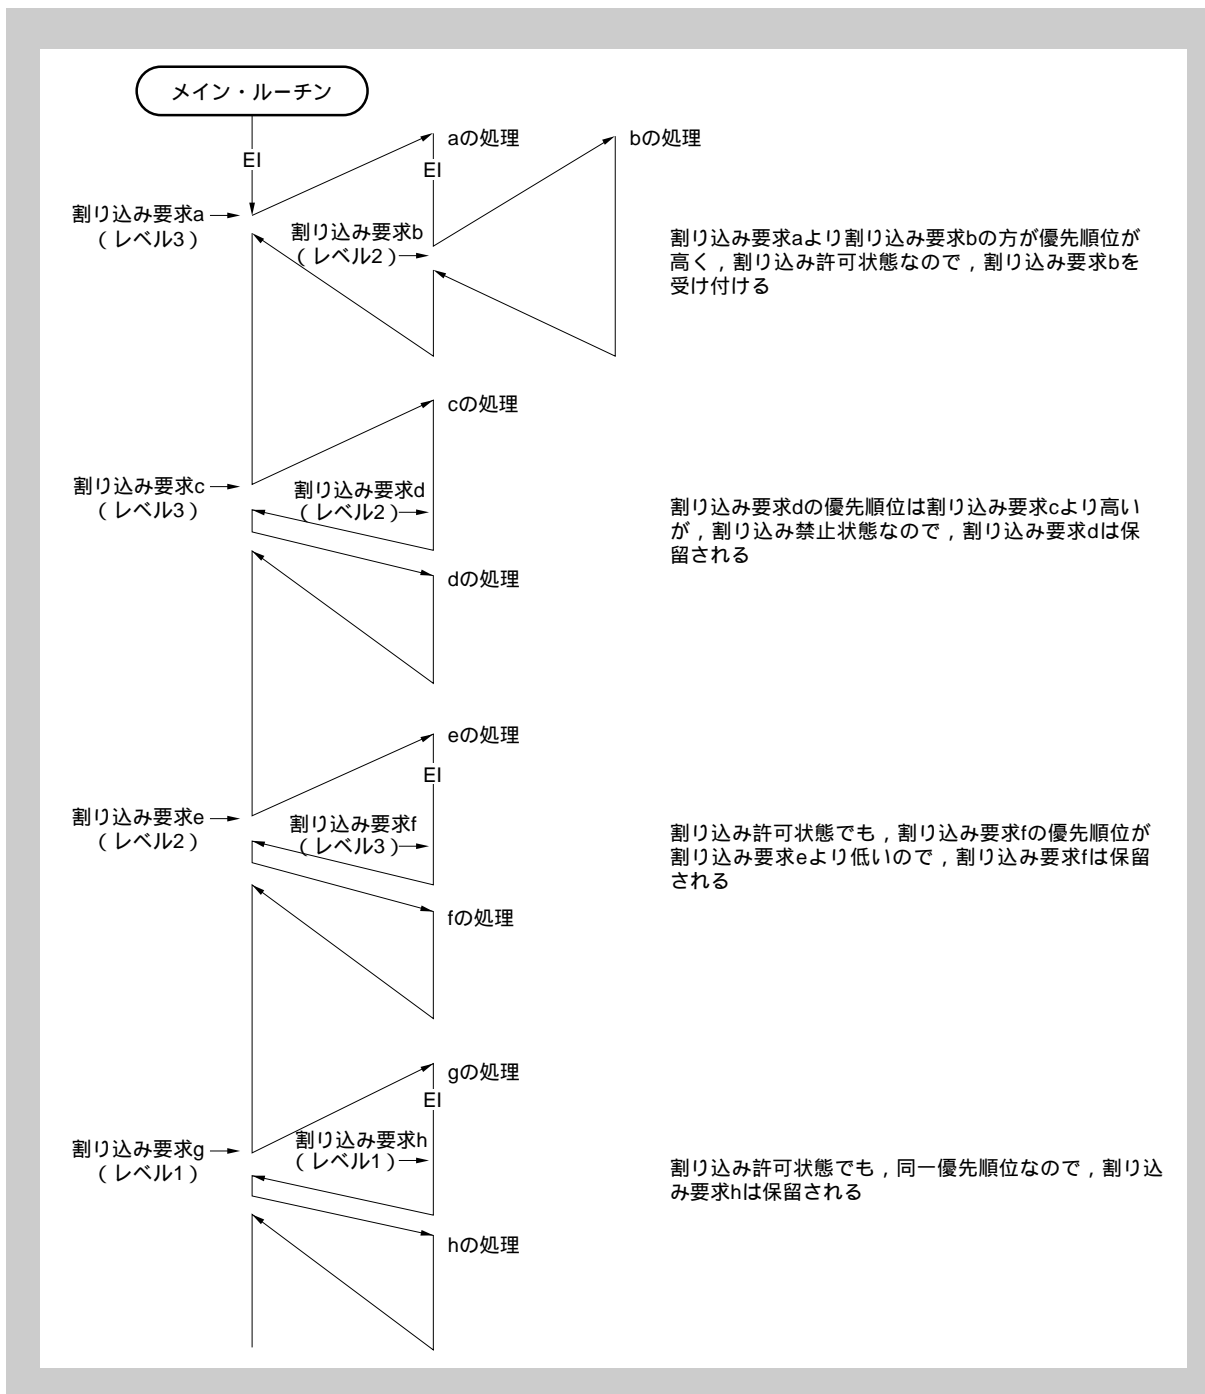 メイン・ルーチン
EI
aの処理
EI
bの処理
割り込み要求a
（レベル3）
割り込み要求b
（レベル2）
割り込み要求aより割り込み要求bの方が優先順位が
高く，割り込み許可状態なので，割り込み要求bを
受け付ける
cの処理
割り込み要求c
（レベル3）
割り込み要求d
（レベル2）
割り込み要求dの優先順位は割り込み要求cより高い
が，割り込み禁止状態なので，割り込み要求dは保
留される
dの処理
eの処理
EI
割り込み要求e
（レベル2）
割り込み要求f
（レベル3）
割り込み許可状態でも，割り込み要求fの優先順位が
割り込み要求eより低いので，割り込み要求fは保留
される
fの処理
gの処理
EI
割り込み要求g
（レベル1）
割り込み要求h
（レベル1）
割り込み許可状態でも，同一優先順位なので，割り込
み要求hは保留される
hの処理